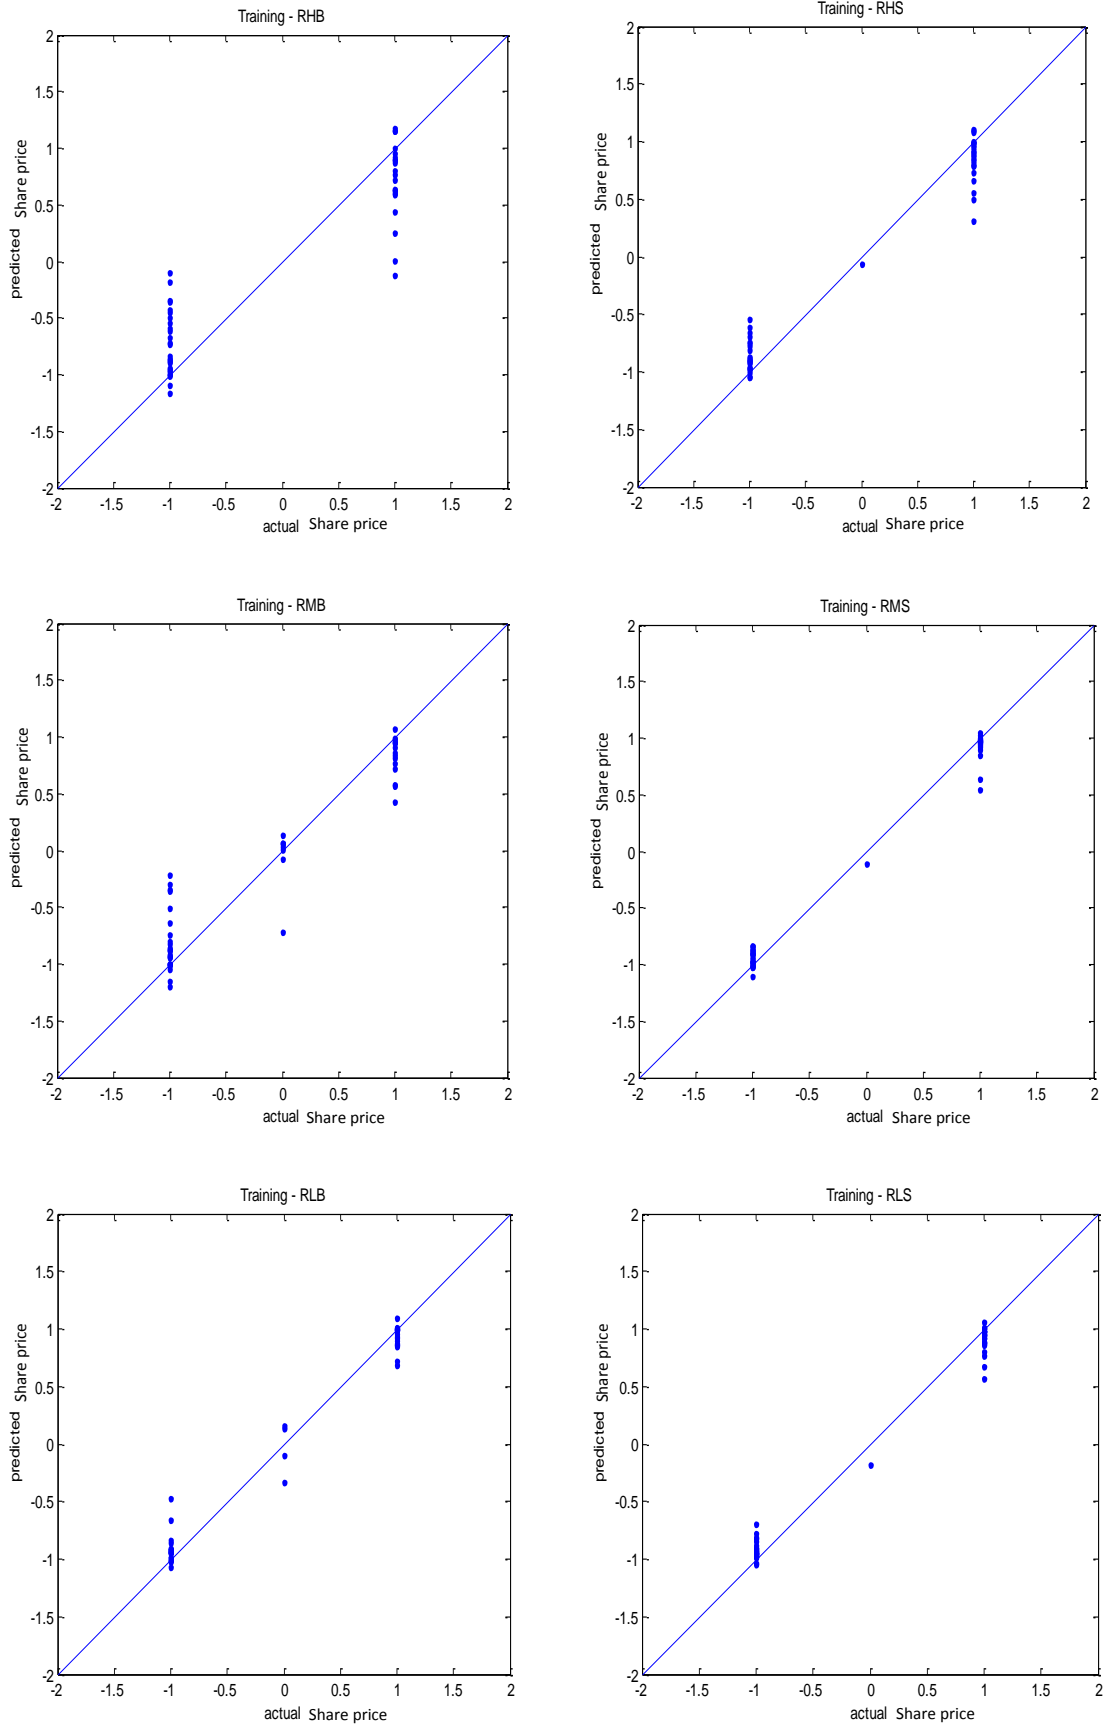 Training - RHB
2
1.5
1
0.5
0
-0.5
-1
-1.5
-2
-2 -1.5 -1 -0.5 0 0.5 1 1.5 2
predicted Share price
actual Share price
Training - RHS
2
1.5
1
0.5
0
-0.5
-1
-1.5
-2
-2 -1.5 -1 -0.5 0 0.5 1 1.5 2
predicted Share price
actual Share price
Training - RMB
2
1.5
1
0.5
0
-0.5
-1
-1.5
-2
-2 -1.5 -1 -0.5 0 0.5 1 1.5 2
predicted Share price
actual Share price
Training - RMS
2
1.5
1
0.5
0
-0.5
-1
-1.5
-2
-2 -1.5 -1 -0.5 0 0.5 1 1.5 2
predicted Share price
actual Share price
Training - RLB
2
1.5
1
0.5
0
-0.5
-1
-1.5
-2
-2 -1.5 -1 -0.5 0 0.5 1 1.5 2
predicted Share price
actual Share price
Training - RLS
2
1.5
1
0.5
0
-0.5
-1
-1.5
-2
-2 -1.5 -1 -0.5 0 0.5 1 1.5 2
predicted Share price
actual Share price